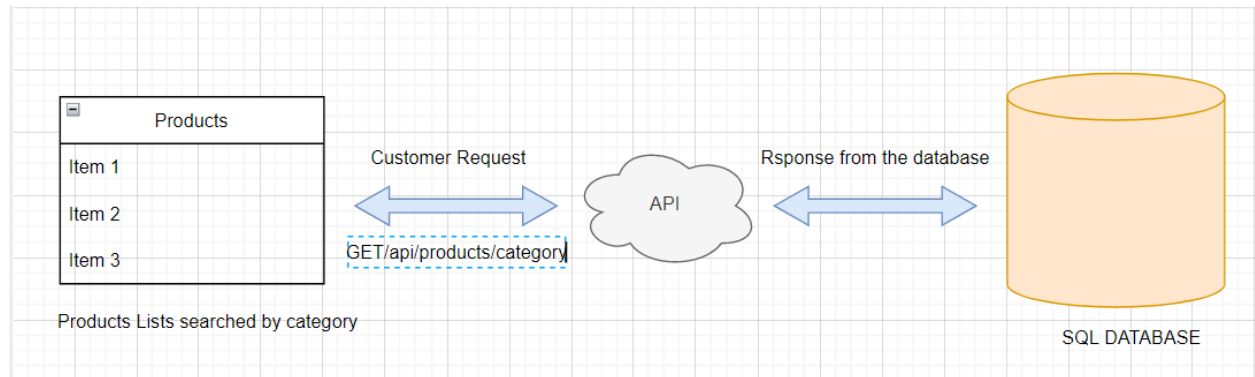 Products
Item 1
Item 2
Item 3
Products Lists searched by category
Customer Request
GET/api/products/category
API
Rsponse from the database
SQL DATABASE